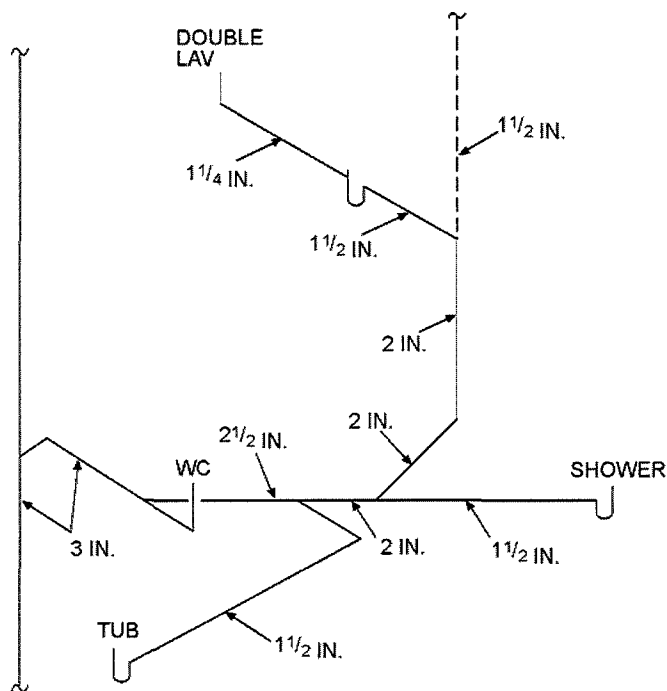 DOUBLE
LAV
1 1/2 IN.
1 1/4 IN.
1 1/2 IN.
2 IN.
2 IN.
2 1/2 IN.
WC
SHOWER
3 IN.
2 IN.
1 1/2 IN.
TUB
1 1/2 IN.